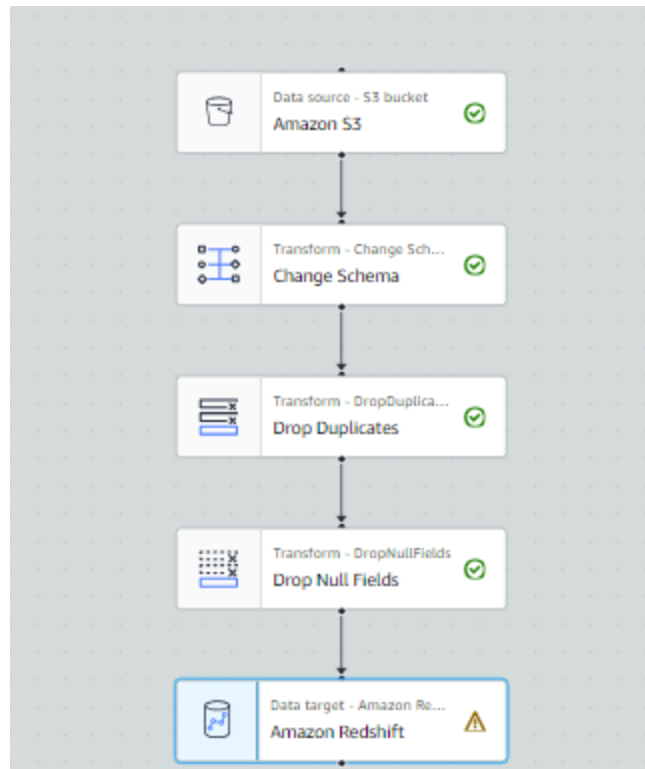 Data source - S3 bucket
Amazon S3
Transform - Change Sch...
Change Schema
Transform - DropDuplica...
Drop Duplicates
Transform - DropNullFields
Drop Null Fields
Data target - Amazon Re...
Amazon Redshift